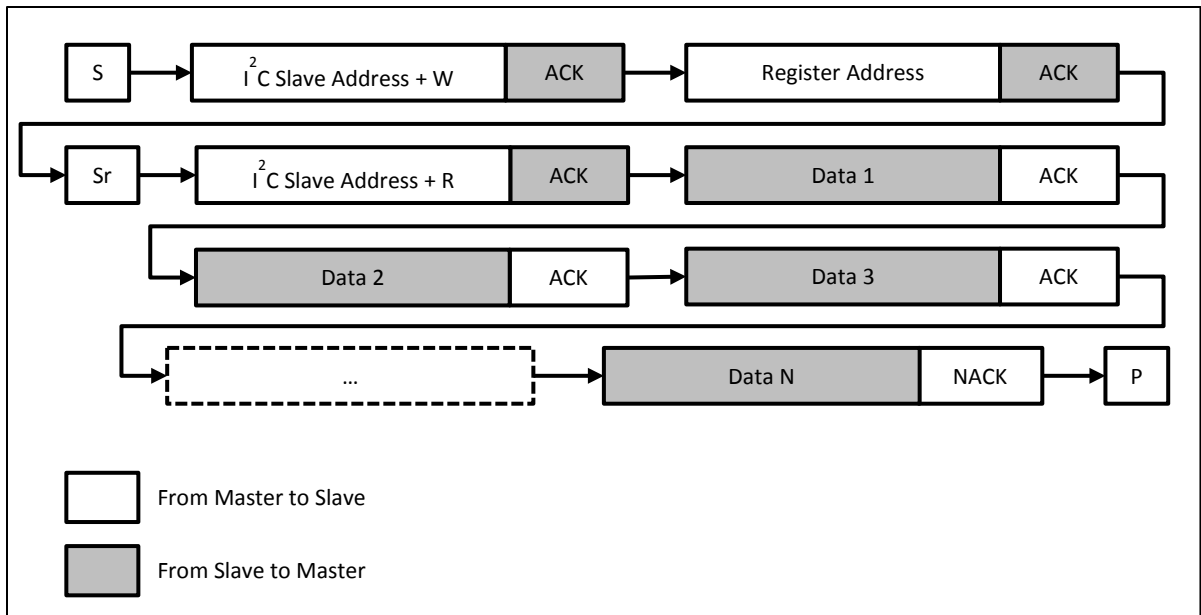 S I²C Slave Address + W ACK Register Address ACK
Sr I²C Slave Address + R ACK Data 1 ACK
Data 2 ACK Data 3 ACK
... Data N NACK P
From Master to Slave
From Slave to Master